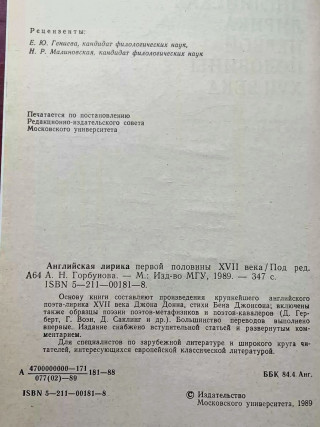 Рецензенты:
Е. Ю. Гениева, кандидат филологических наук,
Н. Р. Малиновская, кандидат филологических наук
Печатается по постановлению
Редакционно-издательского совета
Московского университета
Английская лирика первой половины XVII века/Под ред.
А64 А. Н. Горбунова. — М.: Изд-во МГУ, 1989. — 347 с.
ISBN 5—211—00181—8.
Основу книги составляют произведения крупнейшего английского
поэта-лирика XVII века Джона Донна, стихи Бена Джонсона; включены
также образцы поэзии поэтов-метафизиков и поэтов-кавалеров (Д. Гер-
берт, Г. Воэн, Д. Саклинг и др.). Большинство переводов выполнено
впервые. Издание снабжено вступительной статьей и развернутым ком-
ментарием.
Для специалистов по зарубежной литературе и широкого круга чи-
тателей, интересующихся европейской классической литературой.
А 4700000000—171 181—88 ББК 84.4 Анг.
077(02)—89
ISBN 5—211—00181—8 © Издательство
Московского университета, 1989